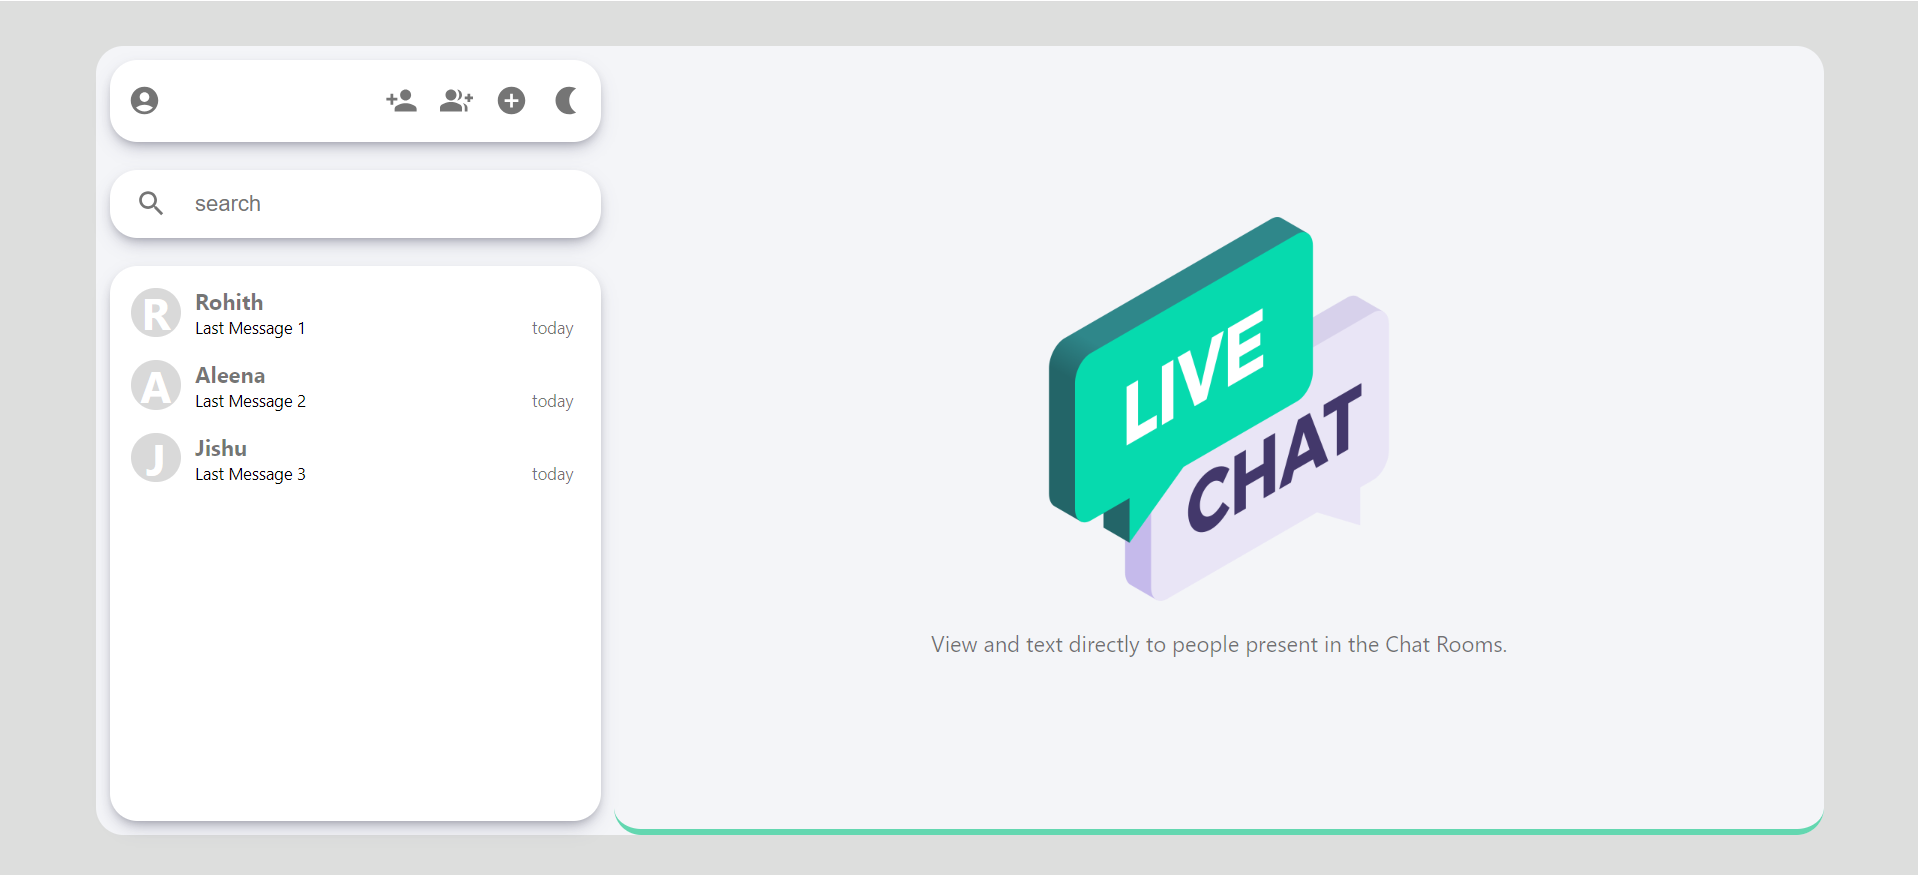 search
R
Rohith
Last Message 1 today
A
Aleena
Last Message 2 today
J
Jishu
Last Message 3 today
LIVE
CHAT
View and text directly to people present in the Chat Rooms.